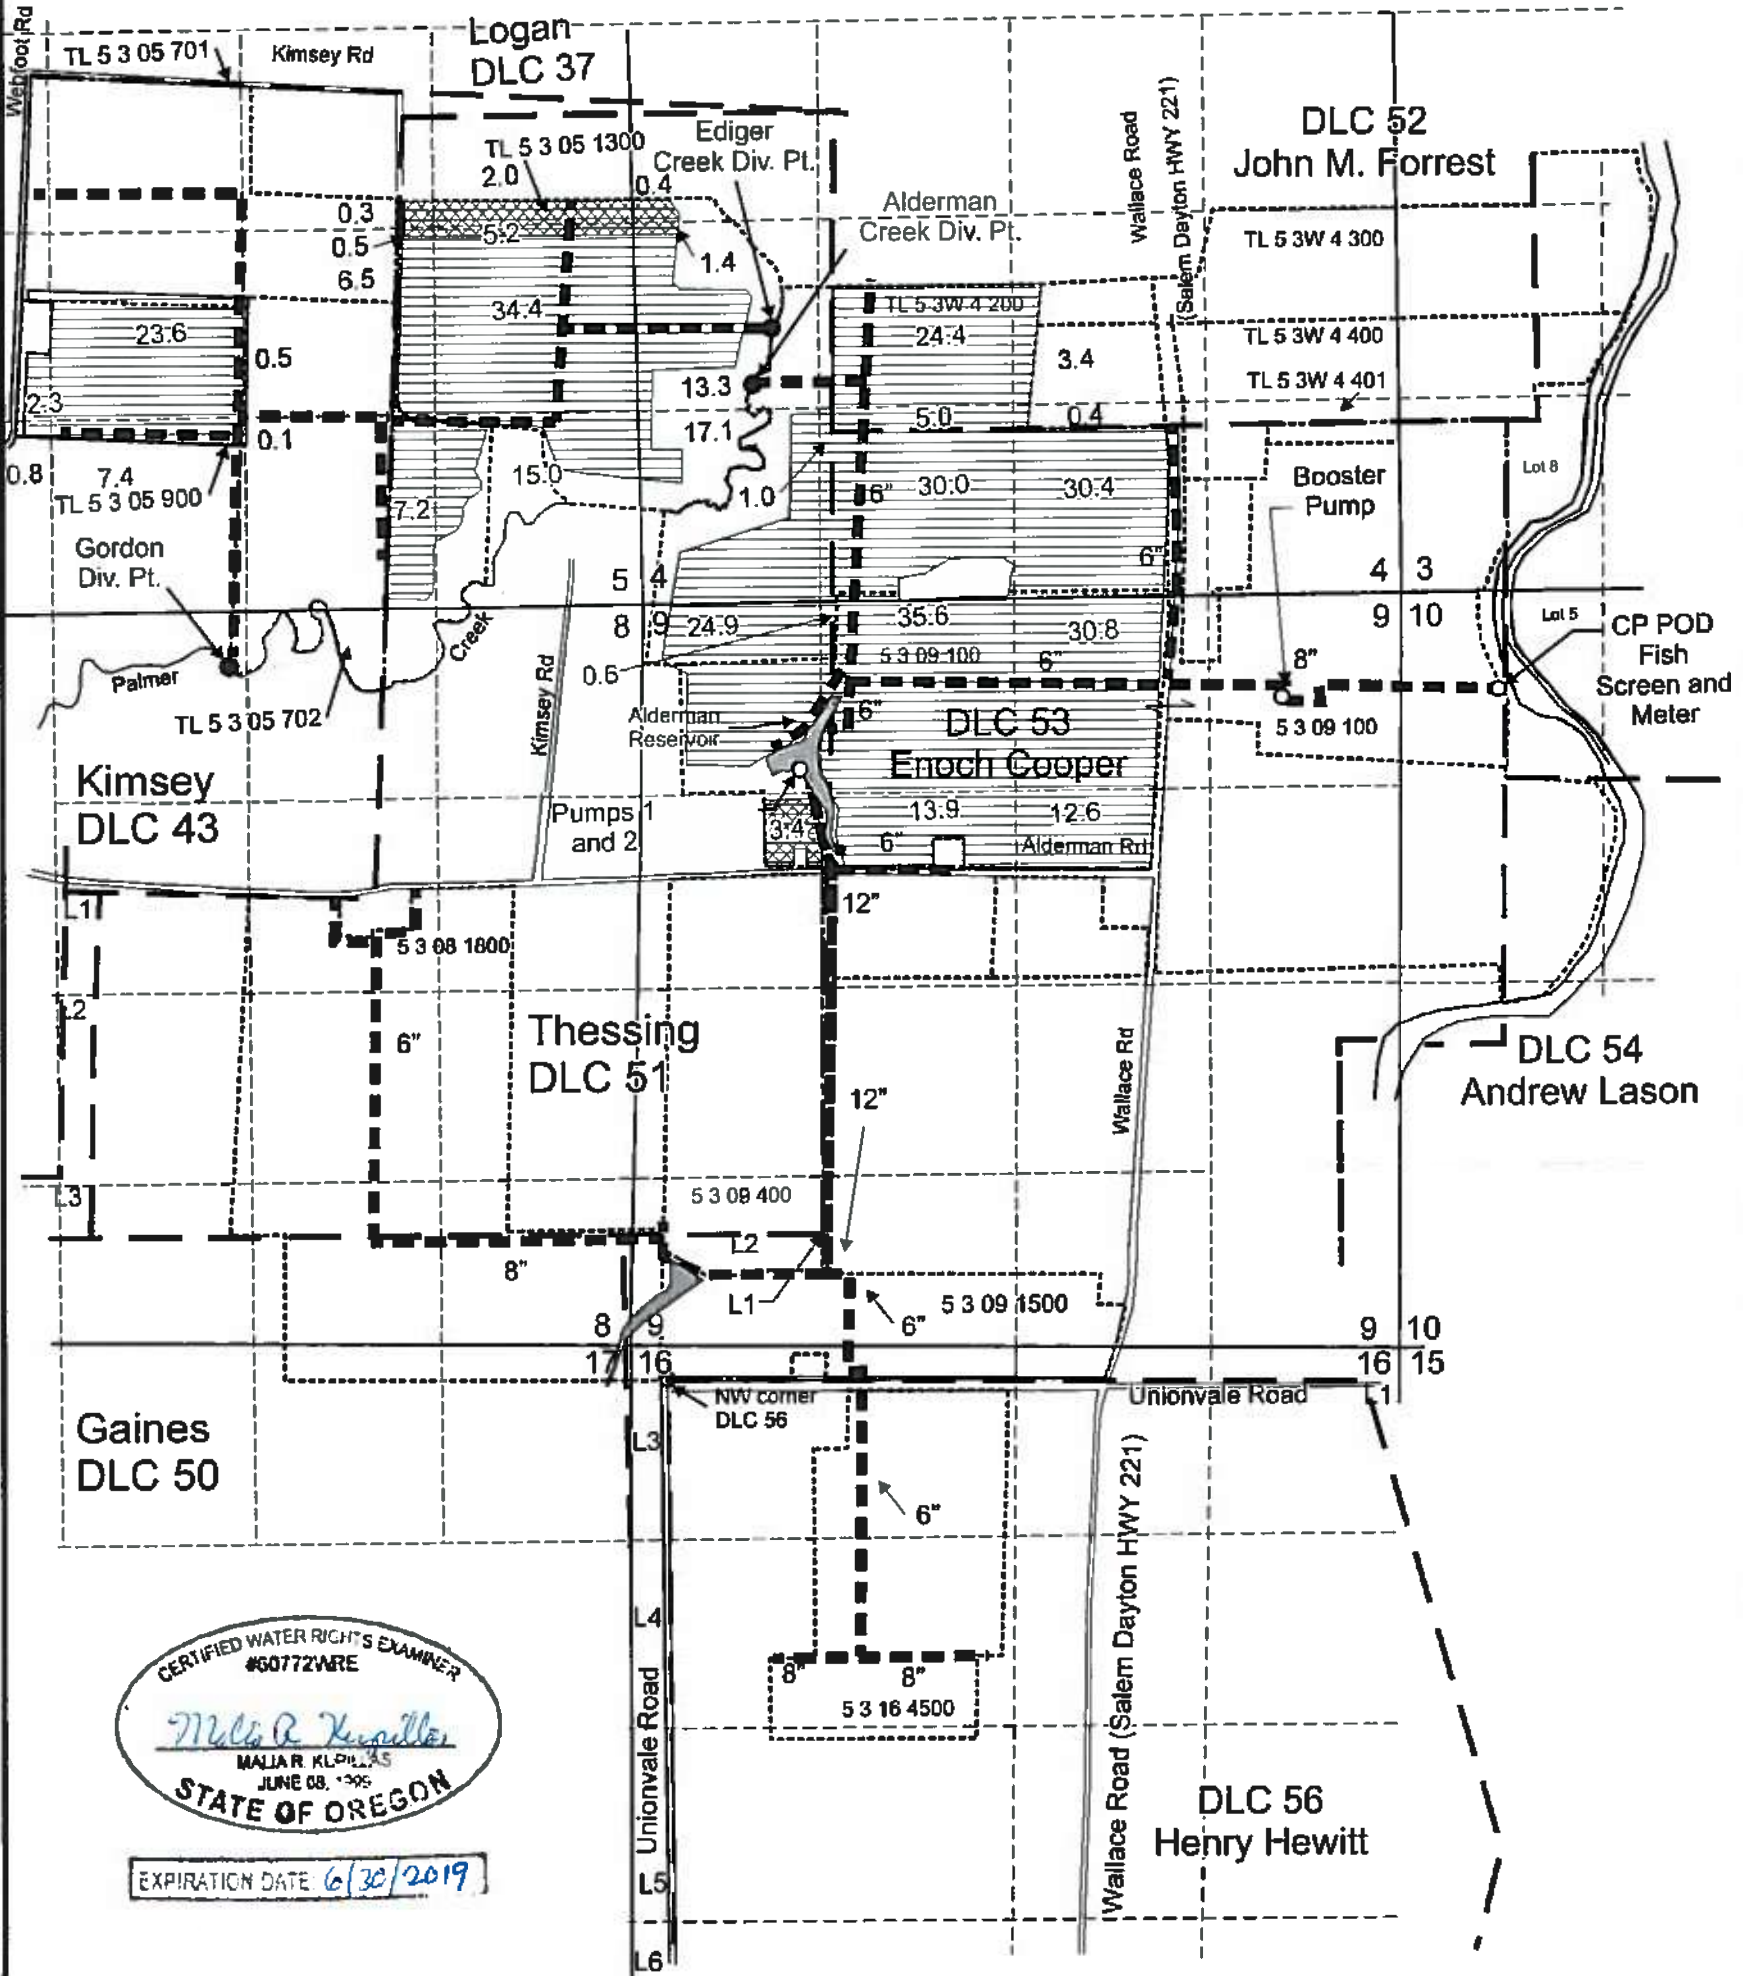 Webfoot Rd
TL 5 3 05 701
Kimsey Rd
Logan
DLC 37
TL 5 3 05 1300
2.0
Ediger
Creek Div. Pt.
0.4
Alderman
Creek Div. Pt.
Wallace Road
(Salem Dayton HWY 221)
DLC 52
John M. Forrest
TL 5 3W 4 300
0.3
0.5
6.5
5.2
1.4
34.4
TL 5 3W 4 200
24.4
3.4
TL 5 3W 4 400
TL 5 3W 4 401
23.6
0.5
2.3
13.3
5.0
0.4
0.1
17.1
0.8
7.4
TL 5 3 05 900
7.2
15.0
1.0
6"
30.0
30.4
Booster
Pump
Lot 8
Gordon
Div. Pt.
6"
5
4
4
3
8
9
9
10
24.9
35.6
30.8
Lot 5
CP POD
Fish
Screen and
Meter
Creek
Palmer
0.6
5 3 09 100
6"
8"
TL 5 3 05 702
Kimsey Rd
Alderman
Reservoir
6"
DLC 53
Enoch Cooper
5 3 09 100
Kimsey
DLC 43
Pumps 1
and 2
3.4
13.9
12.6
6"
Alderman Rd
L1
12"
5 3 08 1800
L2
6"
Thessing
DLC 51
12"
Wallace Rd
DLC 54
Andrew Lason
L3
5 3 09 400
L2
8"
L1
6"
5 3 09 1500
8
9
9
10
17
16
16
15
NW corner
DLC 56
Unionvale Road
L1
Gaines
DLC 50
L3
6"
L4
8"
8"
5 3 16 4500
Unionvale Road
Wallace Road (Salem Dayton HWY 221)
DLC 56
Henry Hewitt
L5
L6
CERTIFIED WATER RIGHTS EXAMINER
#60772WRE
MALIA R. KUPILLAS
STATE OF OREGON
EXPIRATION DATE: 6/30/2019